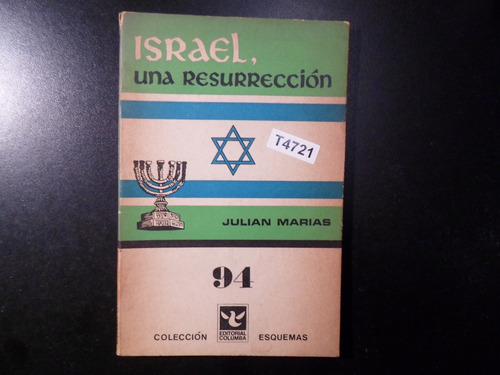 ISRAEL,
una RESURRECCIÓN
T4721
JULIAN MARIAS
94
EDITORIAL
COLUMBA
COLECCIÓN ESQUEMAS